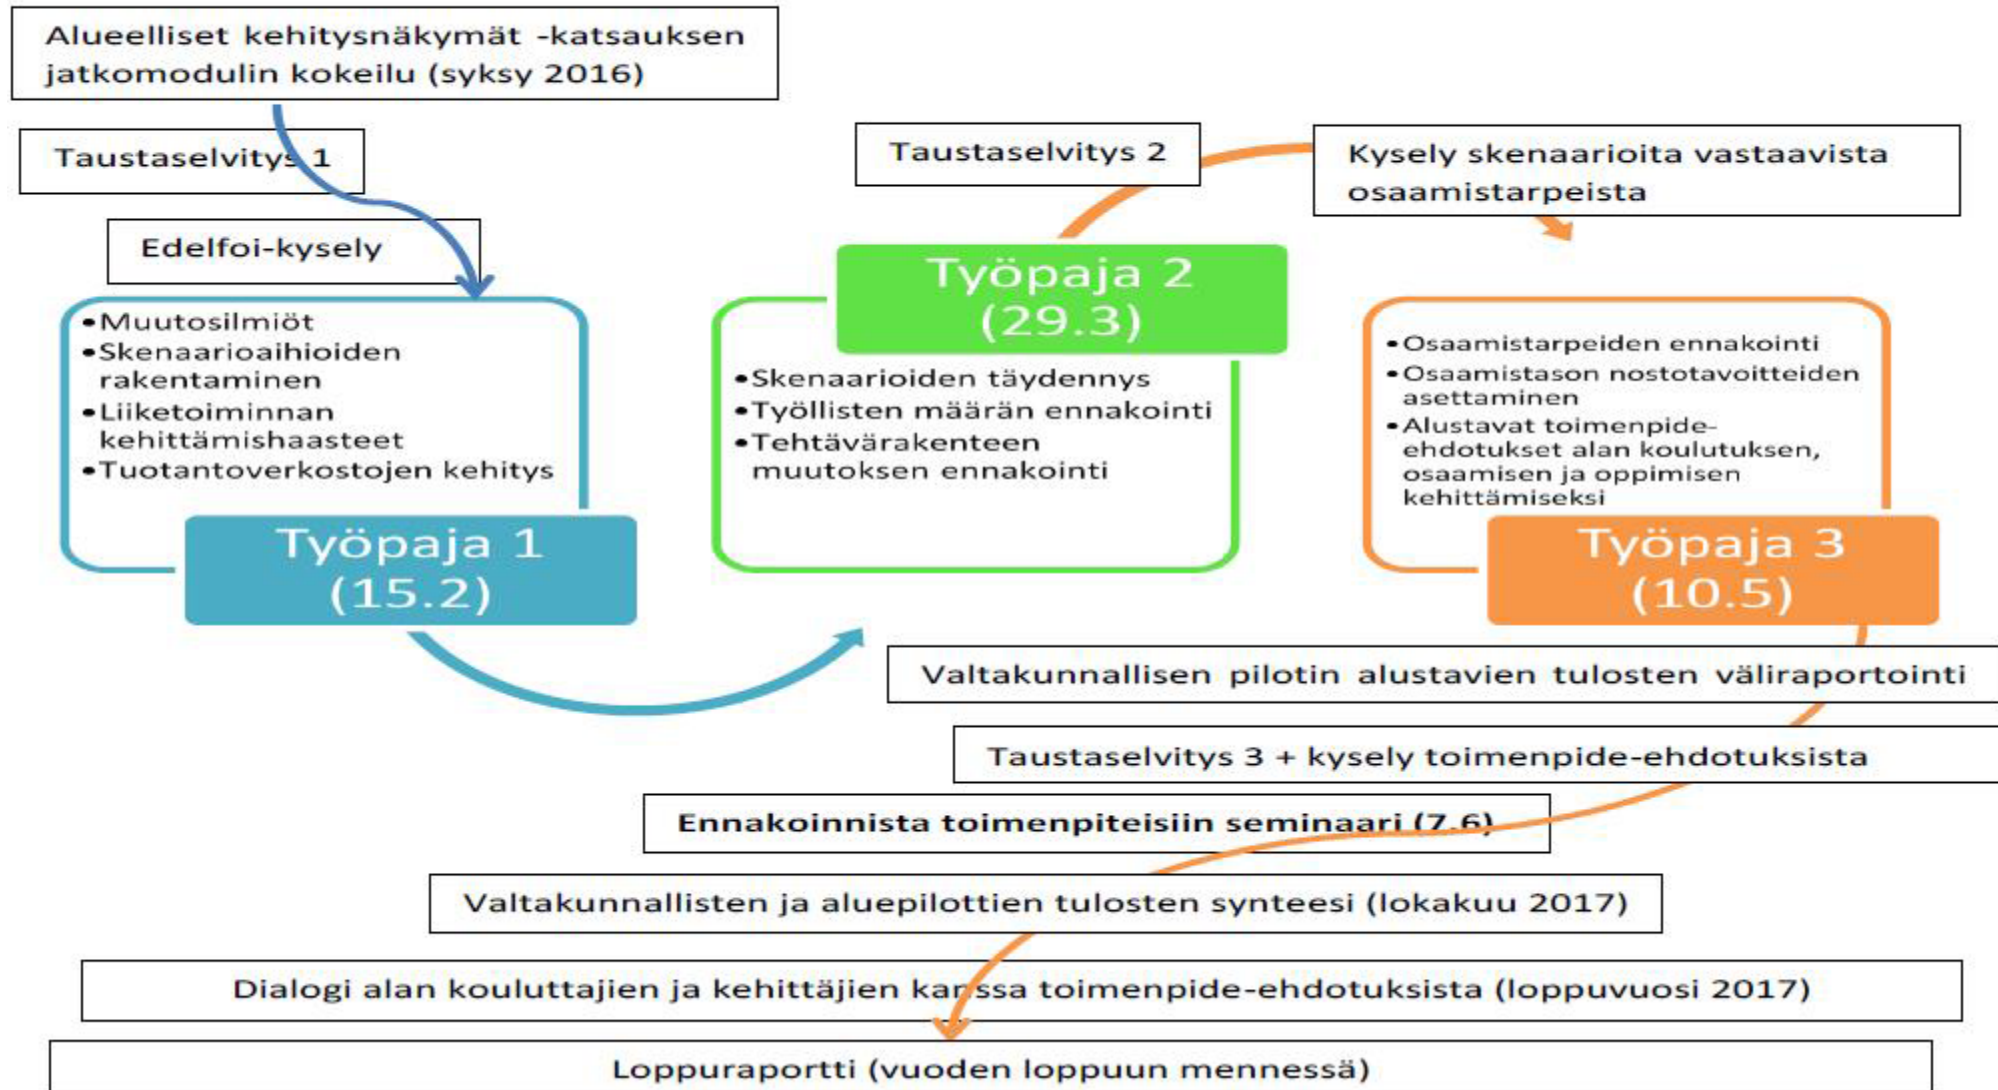 Alueelliset kehitysnäkymät -katsauksen
jatkomodulin kokeilu (syksy 2016)
Taustaselvitys 1
Edelfoi-kysely
•Muutosilmiöt
•Skenaarioaihioiden
rakentaminen
•Liiketoiminnan
kehittämishaasteet
•Tuotantoverkostojen kehitys
Työpaja 1
(15.2)
Taustaselvitys 2
Kysely skenaarioita vastaavista
osaamistarpeista
Työpaja 2
(29.3)
•Skenaarioiden täydennys
•Työllisten määrän ennakointi
•Tehtävärakenteen
muutoksen ennakointi
•Osaamistarpeiden ennakointi
•Osaamistason nostotavoitteiden
asettaminen
•Alustavat toimenpide-
ehdotukset alan koulutuksen,
osaamisen ja oppimisen
kehittämiseksi
Työpaja 3
(10.5)
Valtakunnallisen pilotin alustavien tulosten väliraportointi
Taustaselvitys 3 + kysely toimenpide-ehdotuksista
Ennakoinnista toimenpiteisiin seminaari (7.6)
Valtakunnallisten ja aluepilottien tulosten synteesi (lokakuu 2017)
Dialogi alan kouluttajien ja kehittäjien kanssa toimenpide-ehdotuksista (loppuvuosi 2017)
Loppuraportti (vuoden loppuun mennessä)